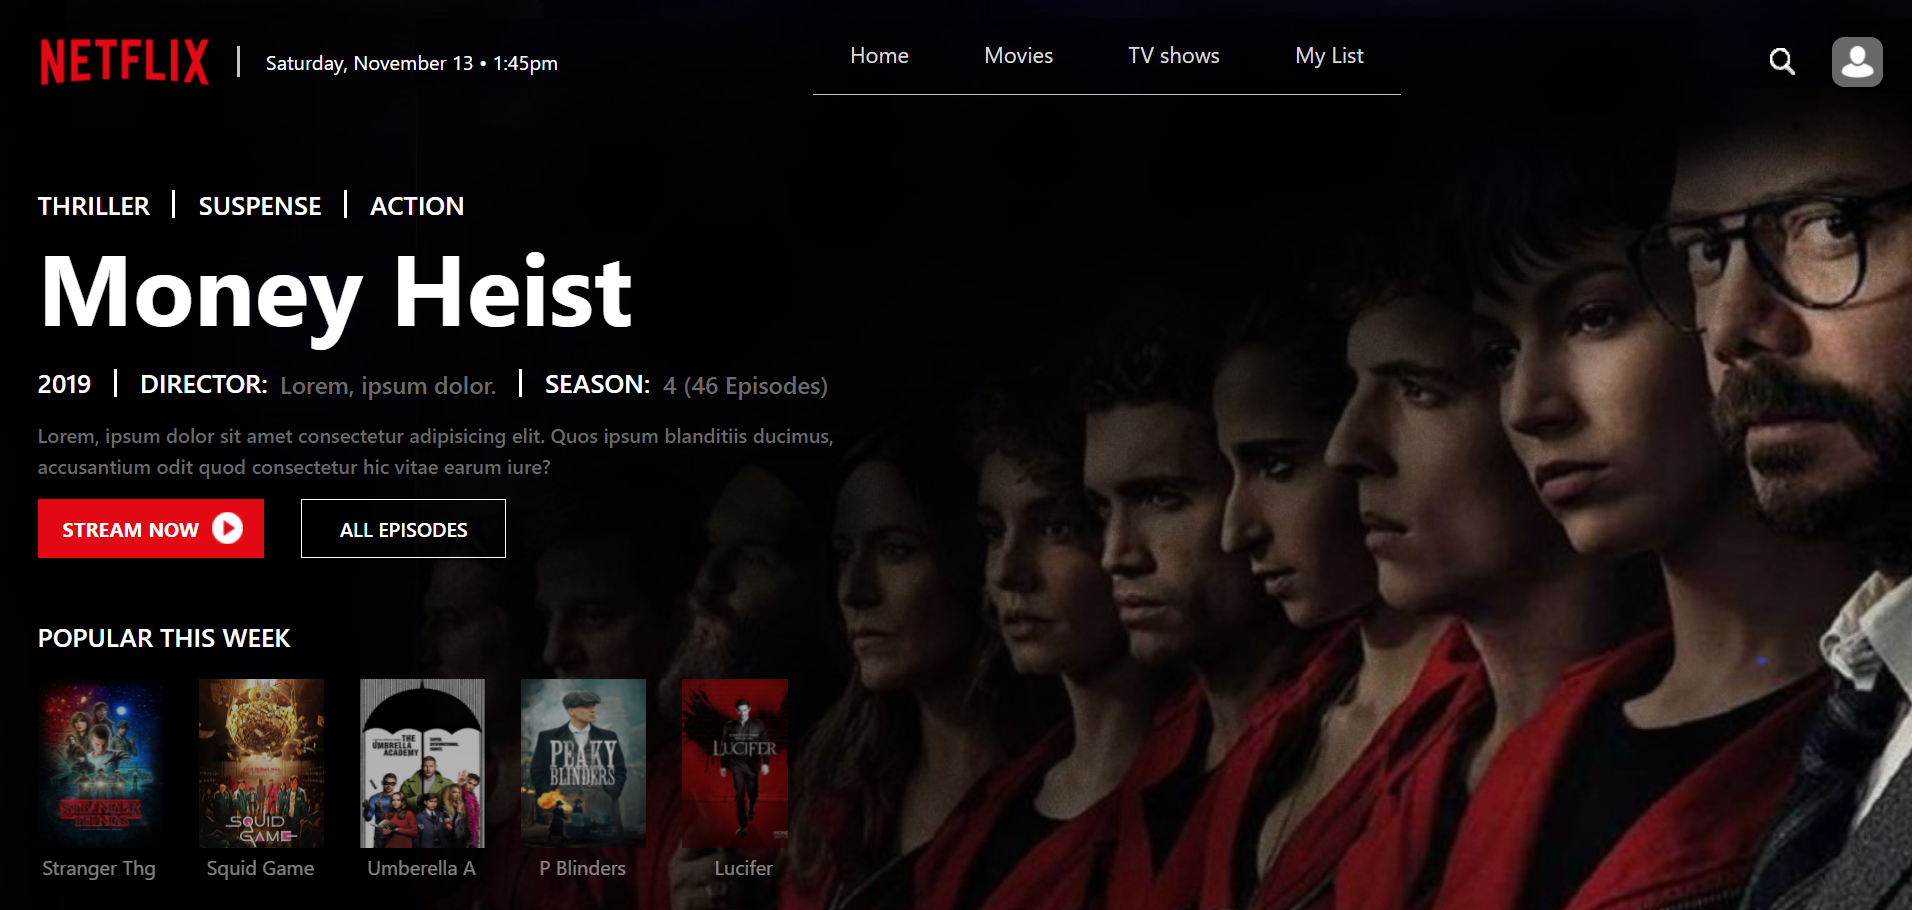 NETFLIX
Saturday, November 13 • 1:45pm
Home
Movies
TV shows
My List
THRILLER
SUSPENSE
ACTION
Money Heist
2019
DIRECTOR: Lorem, ipsum dolor.
SEASON: 4 (46 Episodes)
Lorem, ipsum dolor sit amet consectetur adipisicing elit. Quos ipsum blanditiis ducimus,
accusantium odit quod consectetur hic vitae earum iure?
STREAM NOW
ALL EPISODES
POPULAR THIS WEEK
STRANGER
THINGS
SQUID
GAME
THE
UMBRELLA
ACADEMY
PEAKY
BLINDERS
LUCIFER
Stranger Thg
Squid Game
Umberella A
P Blinders
Lucifer